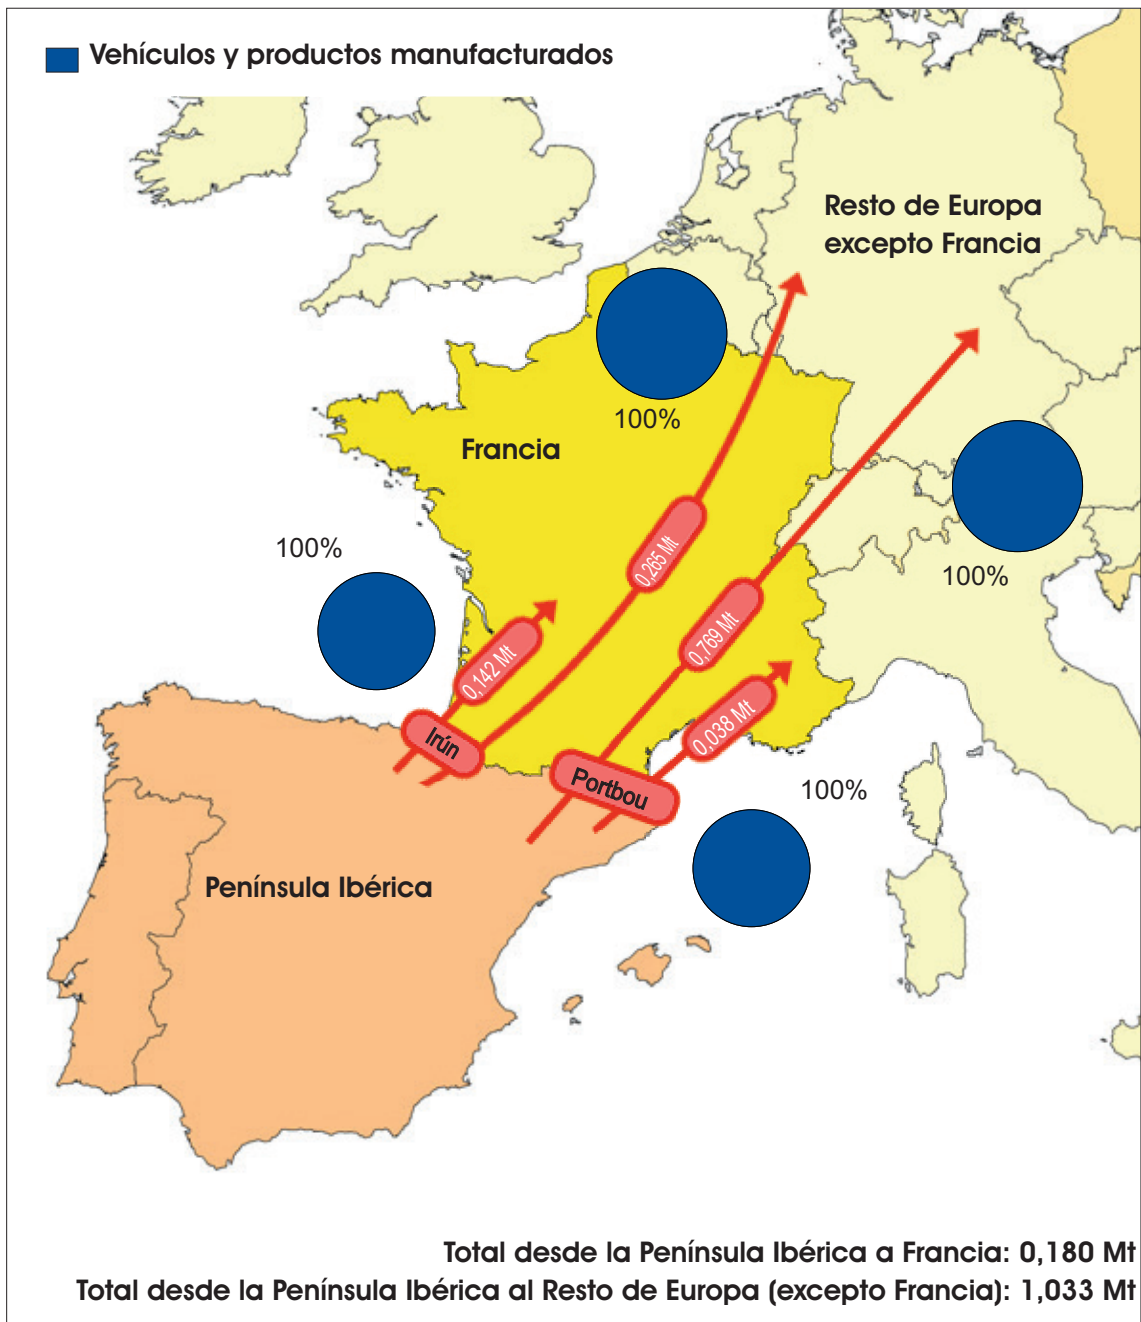 Vehículos y productos manufacturados
Resto de Europa
excepto Francia
100%
Francia
0,265 Mt
100%
100%
0,769 Mt
0,142 Mt
0,038 Mt
Irún
Portbou
100%
Península Ibérica
Total desde la Península Ibérica a Francia: 0,180 Mt
Total desde la Península Ibérica al Resto de Europa (excepto Francia): 1,033 Mt